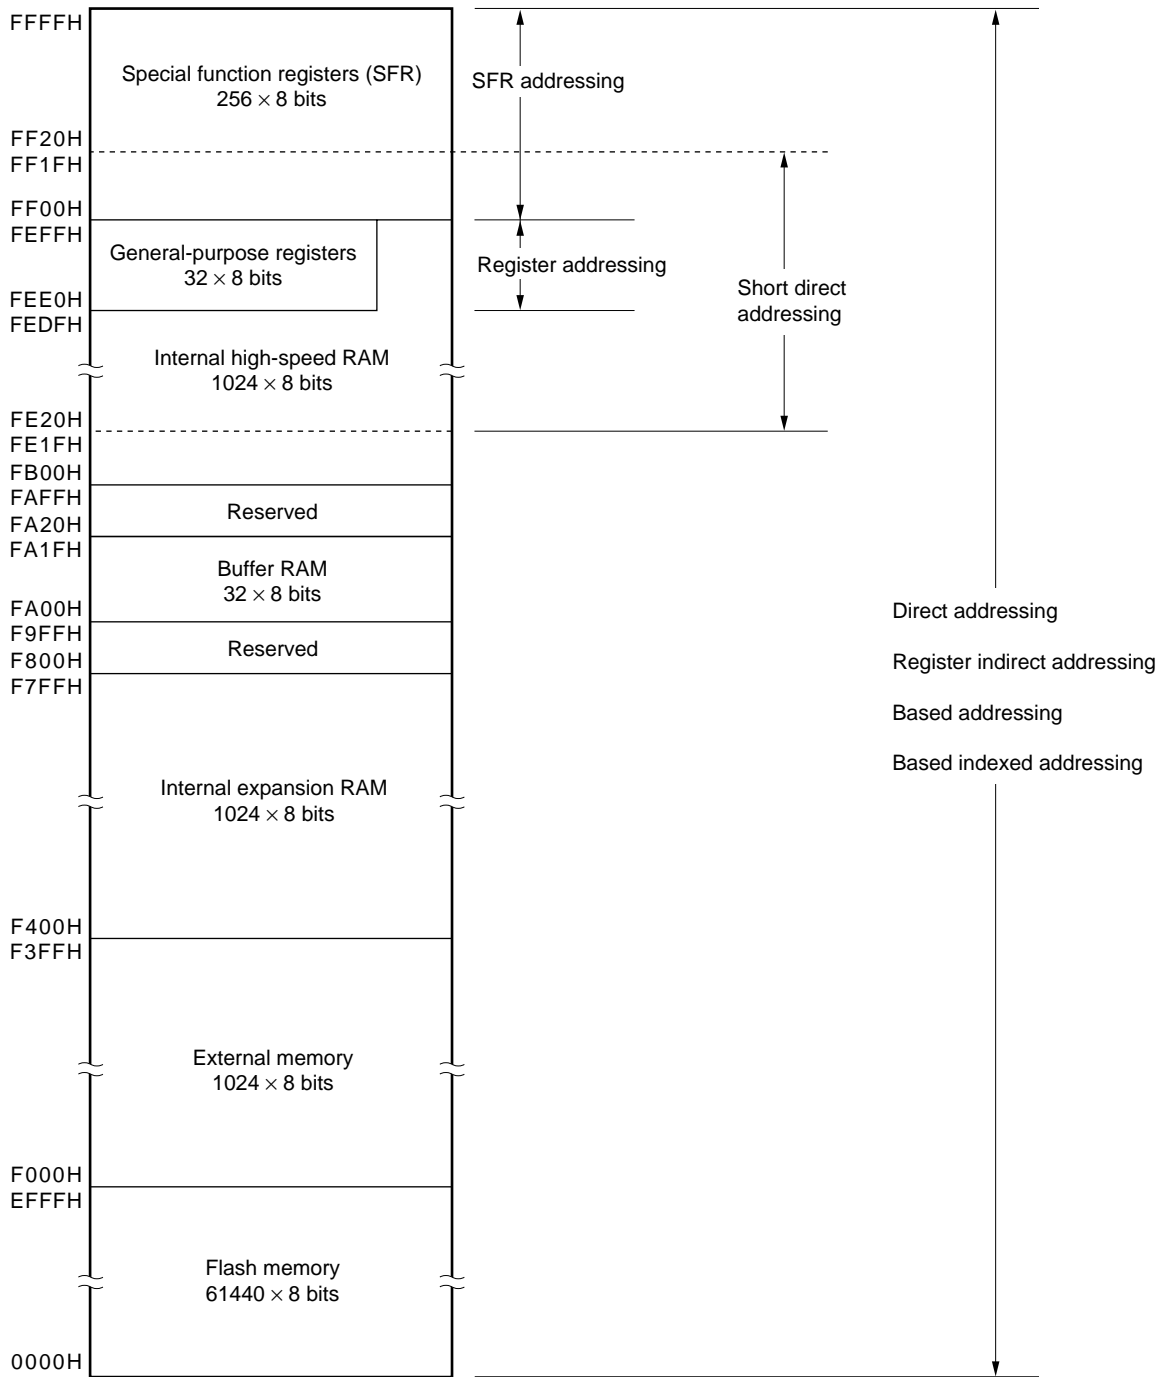 FFFFH
Special function registers (SFR)
256 × 8 bits
SFR addressing
FF20H
FF1FH
FF00H
FEFFH
General-purpose registers
32 × 8 bits
Register addressing
Short direct
addressing
FEE0H
FEDFH
Internal high-speed RAM
1024 × 8 bits
FE20H
FE1FH
FB00H
FAFFH
Reserved
FA20H
FA1FH
Buffer RAM
32 × 8 bits
FA00H
F9FFH
Reserved
F800H
F7FFH
Direct addressing
Register indirect addressing
Based addressing
Based indexed addressing
Internal expansion RAM
1024 × 8 bits
F400H
F3FFH
External memory
1024 × 8 bits
F000H
EFFFH
Flash memory
61440 × 8 bits
0000H